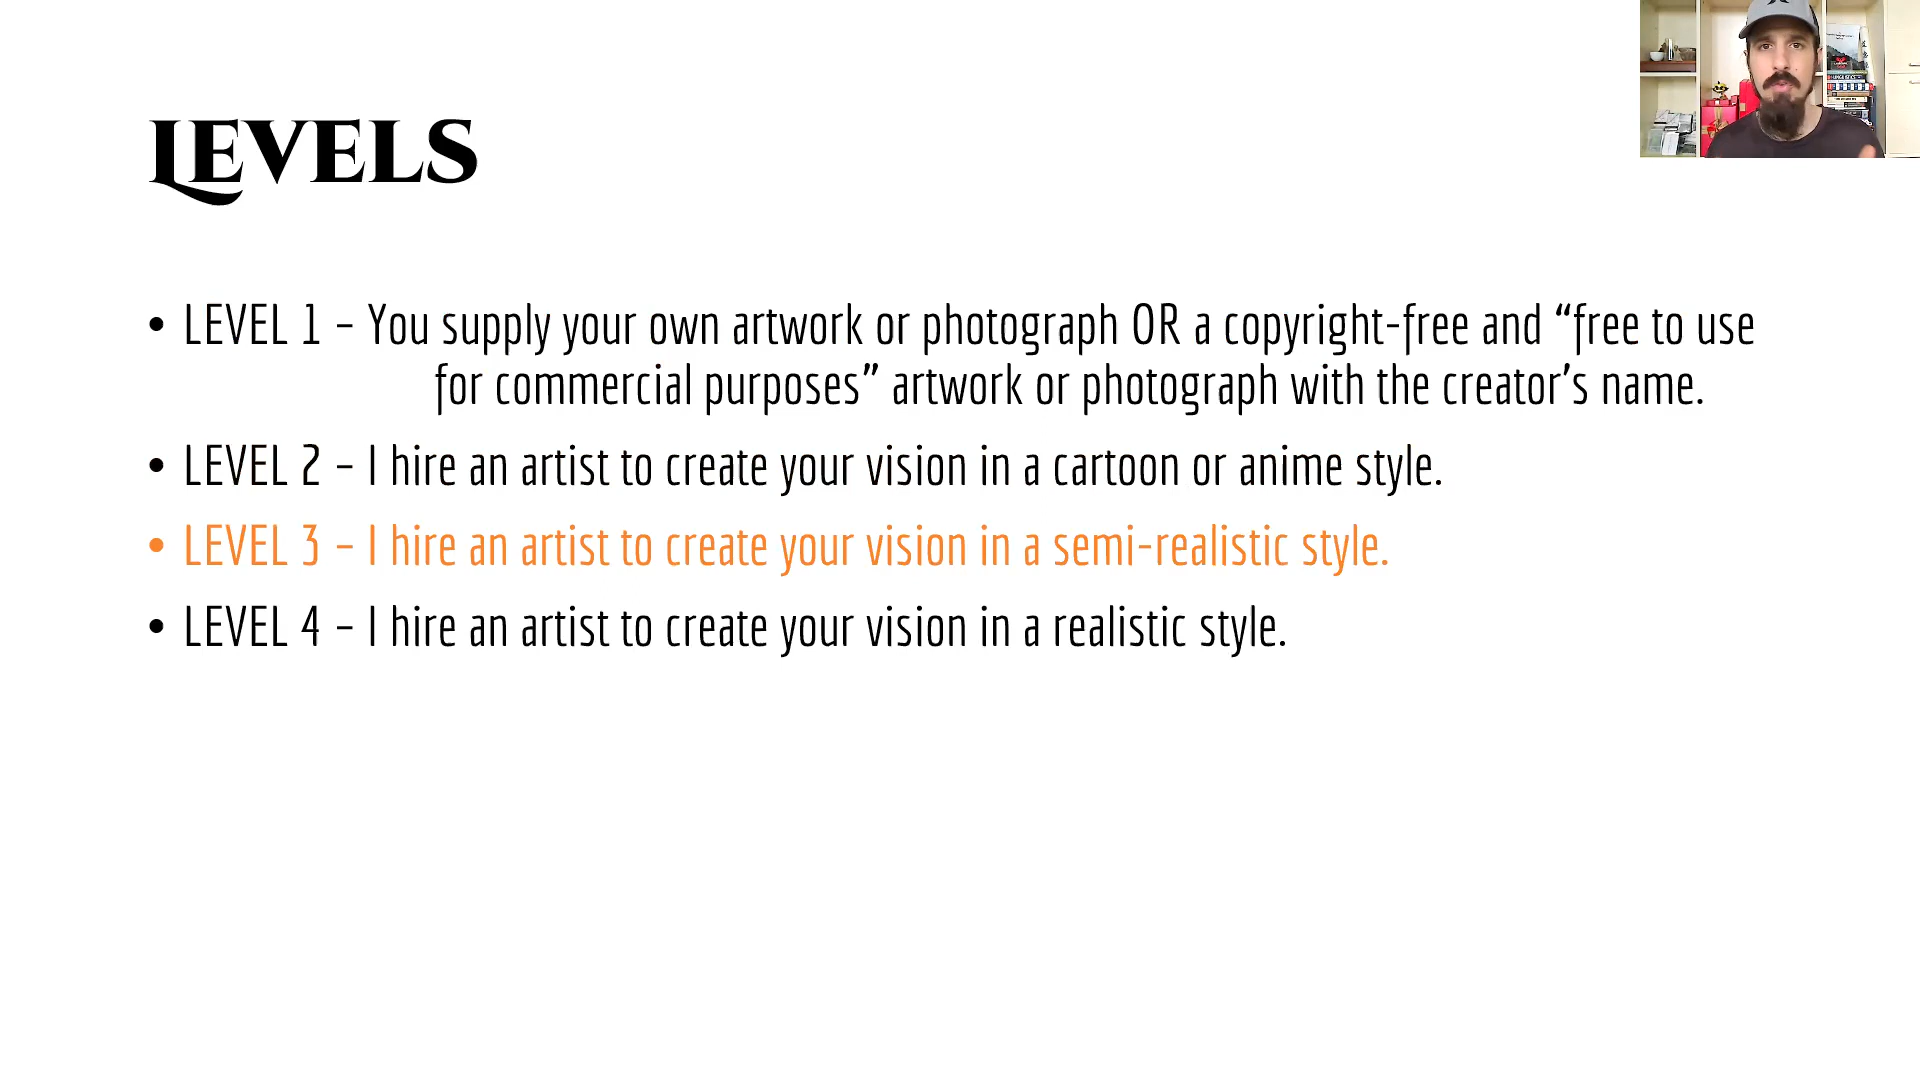 LEVELS
• LEVEL 1 – You supply your own artwork or photograph OR a copyright-free and “free to use
for commercial purposes” artwork or photograph with the creator’s name.
• LEVEL 2 – I hire an artist to create your vision in a cartoon or anime style.
• LEVEL 3 – I hire an artist to create your vision in a semi-realistic style.
• LEVEL 4 – I hire an artist to create your vision in a realistic style.